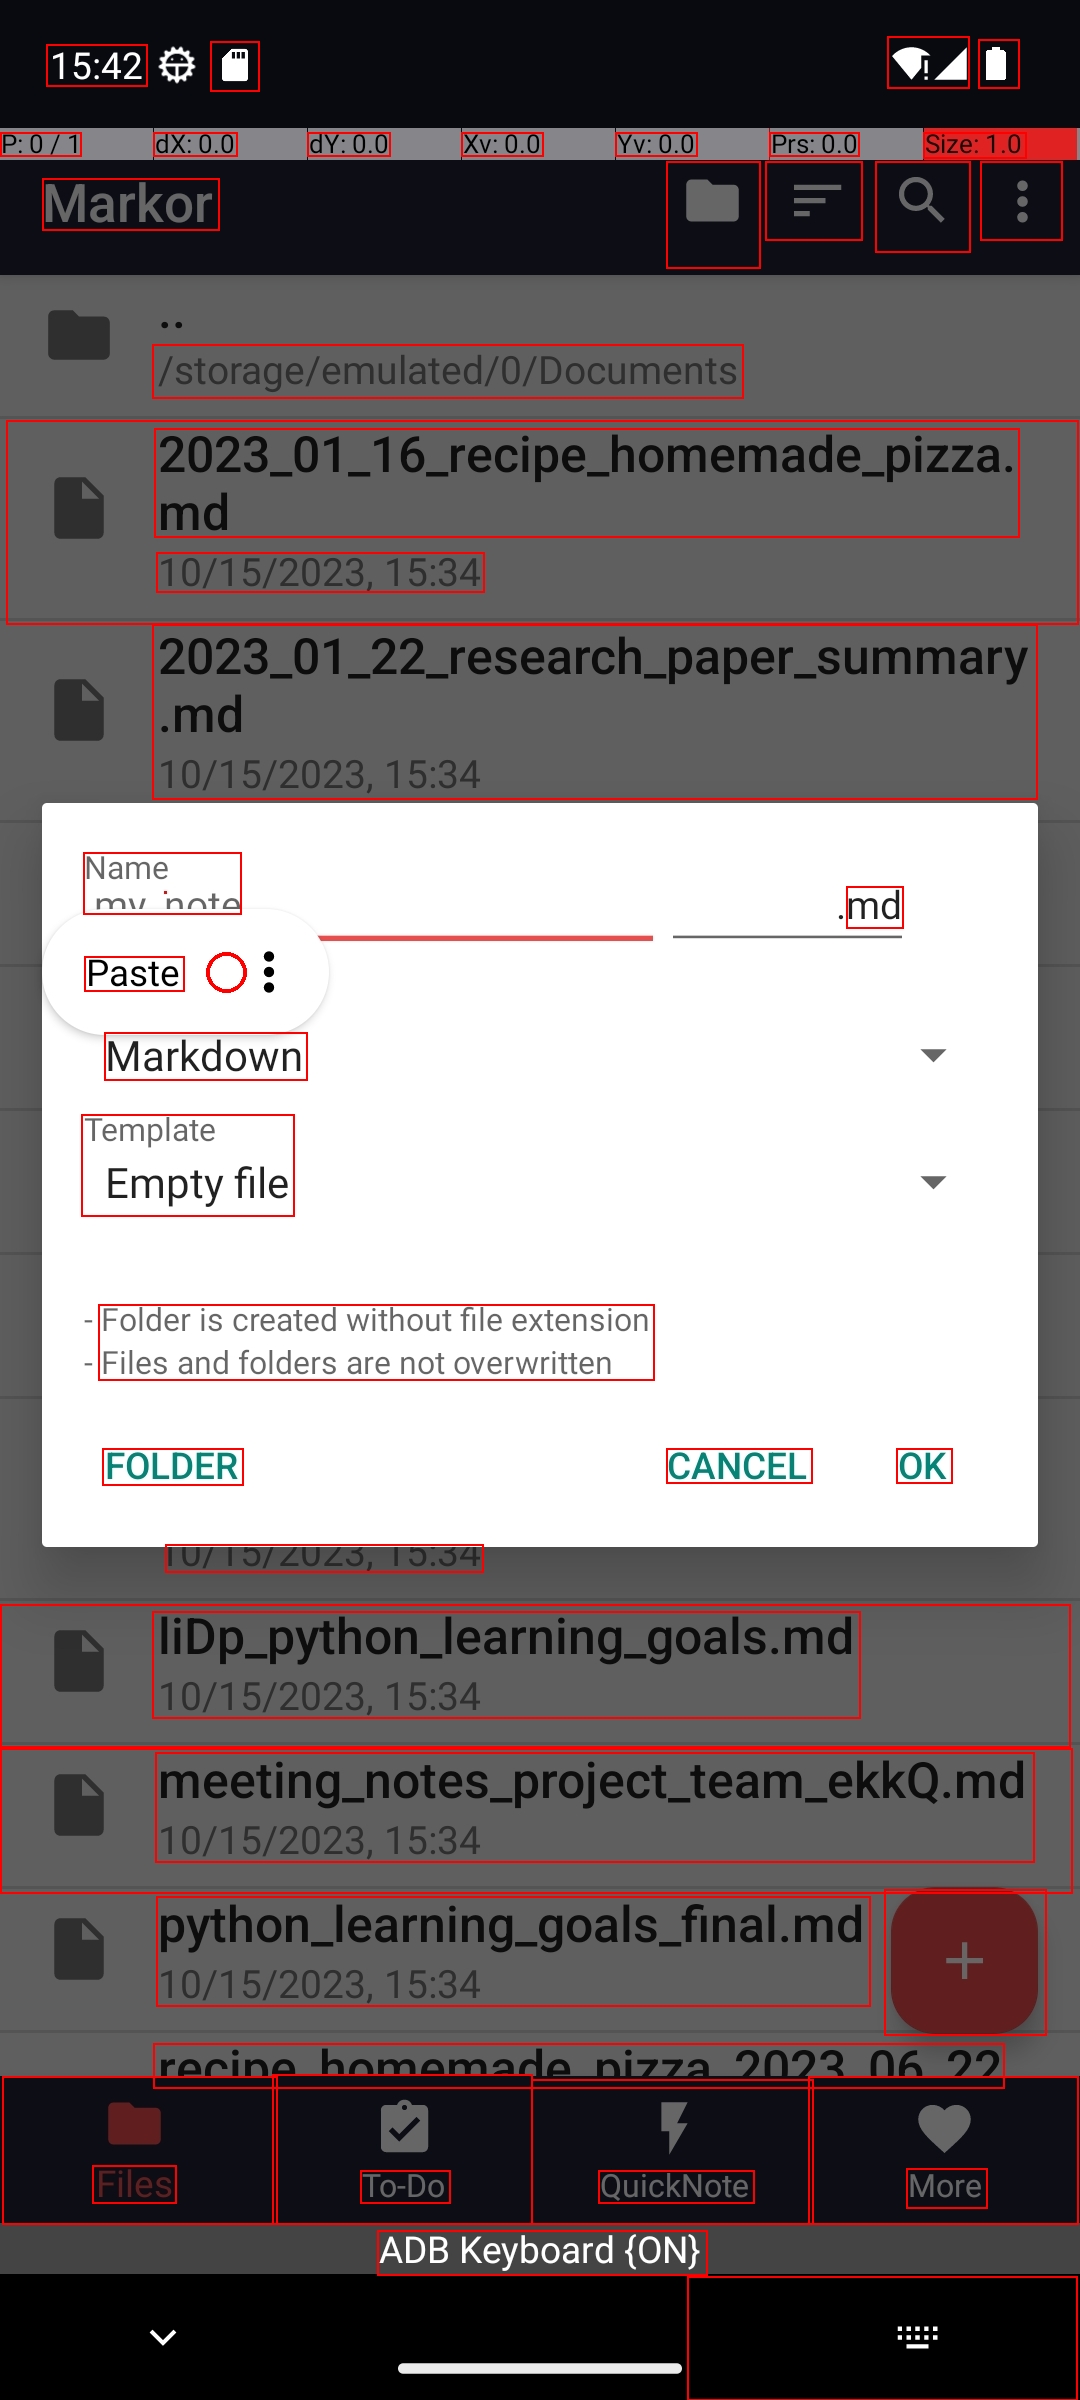 15:42
P: 0 / 1 dX: 0.0 dY: 0.0 Xv: 0.0 Yv: 0.0 Prs: 0.0 Size: 1.0
Markor
..
/storage/emulated/0/Documents
2023_01_16_recipe_homemade_pizza.
md
10/15/2023, 15:34
2023_01_22_research_paper_summary
.md
10/15/2023, 15:34
Name
my_note
.md
Paste
Markdown
Template
Empty file
- Folder is created without file extension
- Files and folders are not overwritten
FOLDER CANCEL OK
10/15/2023, 15:34
liDp_python_learning_goals.md
10/15/2023, 15:34
meeting_notes_project_team_ekkQ.md
10/15/2023, 15:34
python_learning_goals_final.md
10/15/2023, 15:34
recipe_homemade_pizza_2023_06_22
Files To-Do QuickNote More
ADB Keyboard {ON}